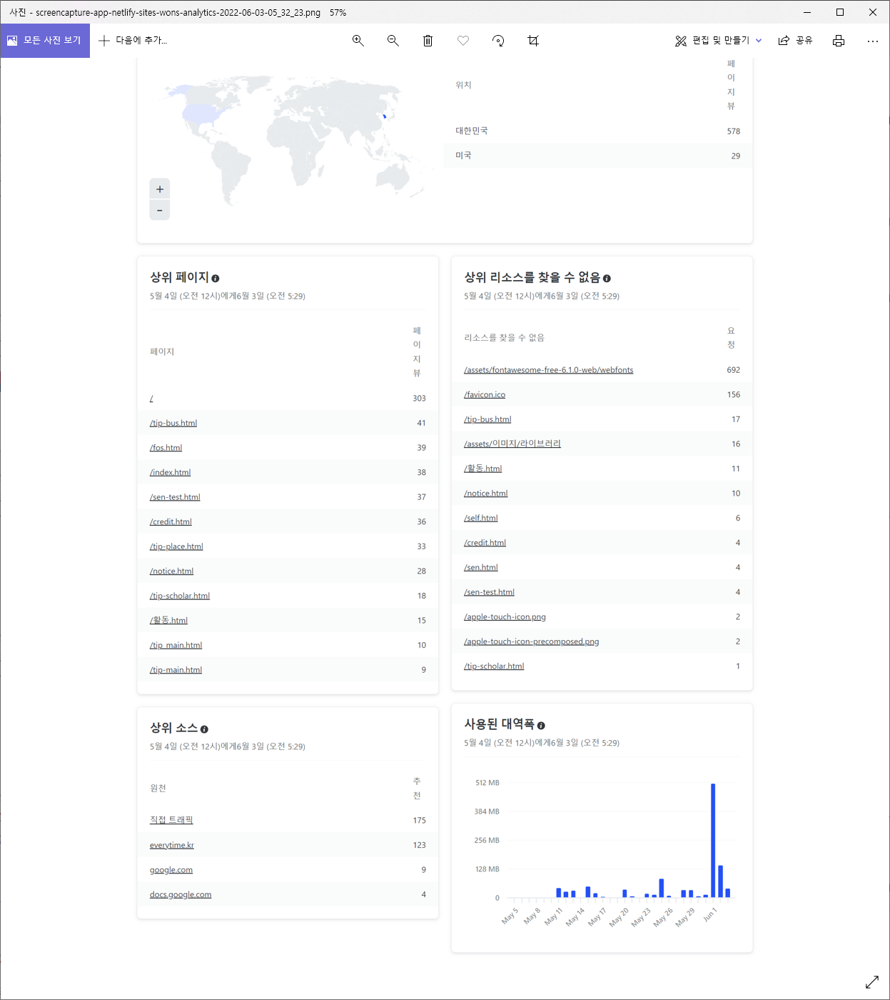 사진 - screencapture-app-netlify-sites-wons-analytics-2022-06-03-05_32_23.png 57%
모든 사진 보기
다음에 추가...
편집 및 만들기
공유
위치
페이지뷰
대한민국 578
미국 29
+
-
상위 페이지
5월 4일 (오전 12시)에게6월 3일 (오전 5:29)
페이지
페이지뷰
/ 303
/tip-bus.html 41
/fos.html 39
/index.html 38
/sen-test.html 37
/credit.html 36
/tip-place.html 33
/notice.html 28
/tip-scholar.html 18
/활동.html 15
/tip_main.html 10
/tip-main.html 9
상위 리소스를 찾을 수 없음
5월 4일 (오전 12시)에게6월 3일 (오전 5:29)
리소스를 찾을 수 없음
요청
/assets/fontawesome-free-6.1.0-web/webfonts 692
/favicon.ico 156
/tip-bus.html 17
/assets/이미지/라이브러리 16
/활동.html 11
/notice.html 10
/self.html 6
/credit.html 4
/sen.html 4
/sen-test.html 4
/apple-touch-icon.png 2
/apple-touch-icon-precomposed.png 2
/tip-scholar.html 1
상위 소스
5월 4일 (오전 12시)에게6월 3일 (오전 5:29)
원천
추천
직접 트래픽 175
everytime.kr 123
google.com 9
docs.google.com 4
사용된 대역폭
5월 4일 (오전 12시)에게6월 3일 (오전 5:29)
512 MB
384 MB
256 MB
128 MB
0
May 5
May 8
May 11
May 14
May 17
May 20
May 23
May 26
May 29
Jun 1